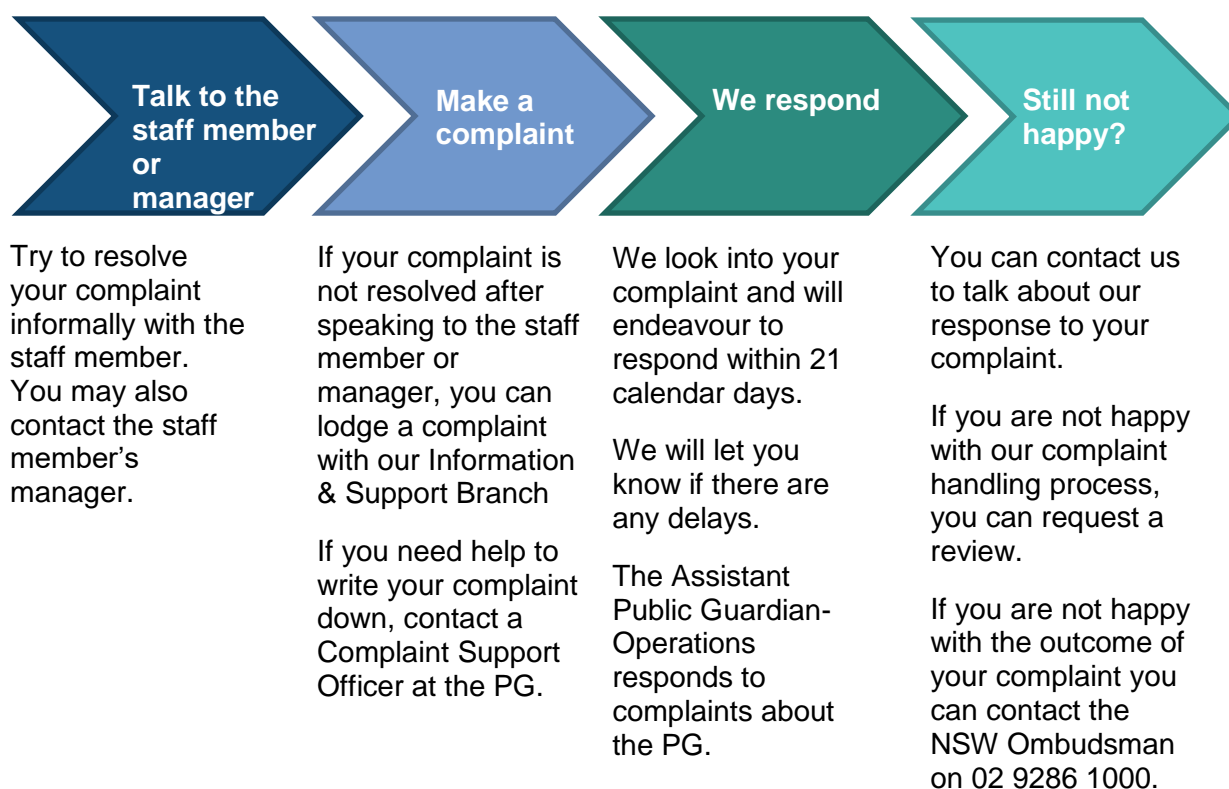 Talk to the
staff member
or
manager
Make a
complaint
We respond
Still not
happy?
Try to resolve
your complaint
informally with the
staff member.
You may also
contact the staff
member’s
manager.
If your complaint is
not resolved after
speaking to the staff
member or
manager, you can
lodge a complaint
with our Information
& Support Branch
If you need help to
write your complaint
down, contact a
Complaint Support
Officer at the PG.
We look into your
complaint and will
endeavour to
respond within 21
calendar days.
We will let you
know if there are
any delays.
The Assistant
Public Guardian-
Operations
responds to
complaints about
the PG.
You can contact us
to talk about our
response to your
complaint.
If you are not happy
with our complaint
handling process,
you can request a
review.
If you are not happy
with the outcome of
your complaint you
can contact the
NSW Ombudsman
on 02 9286 1000.